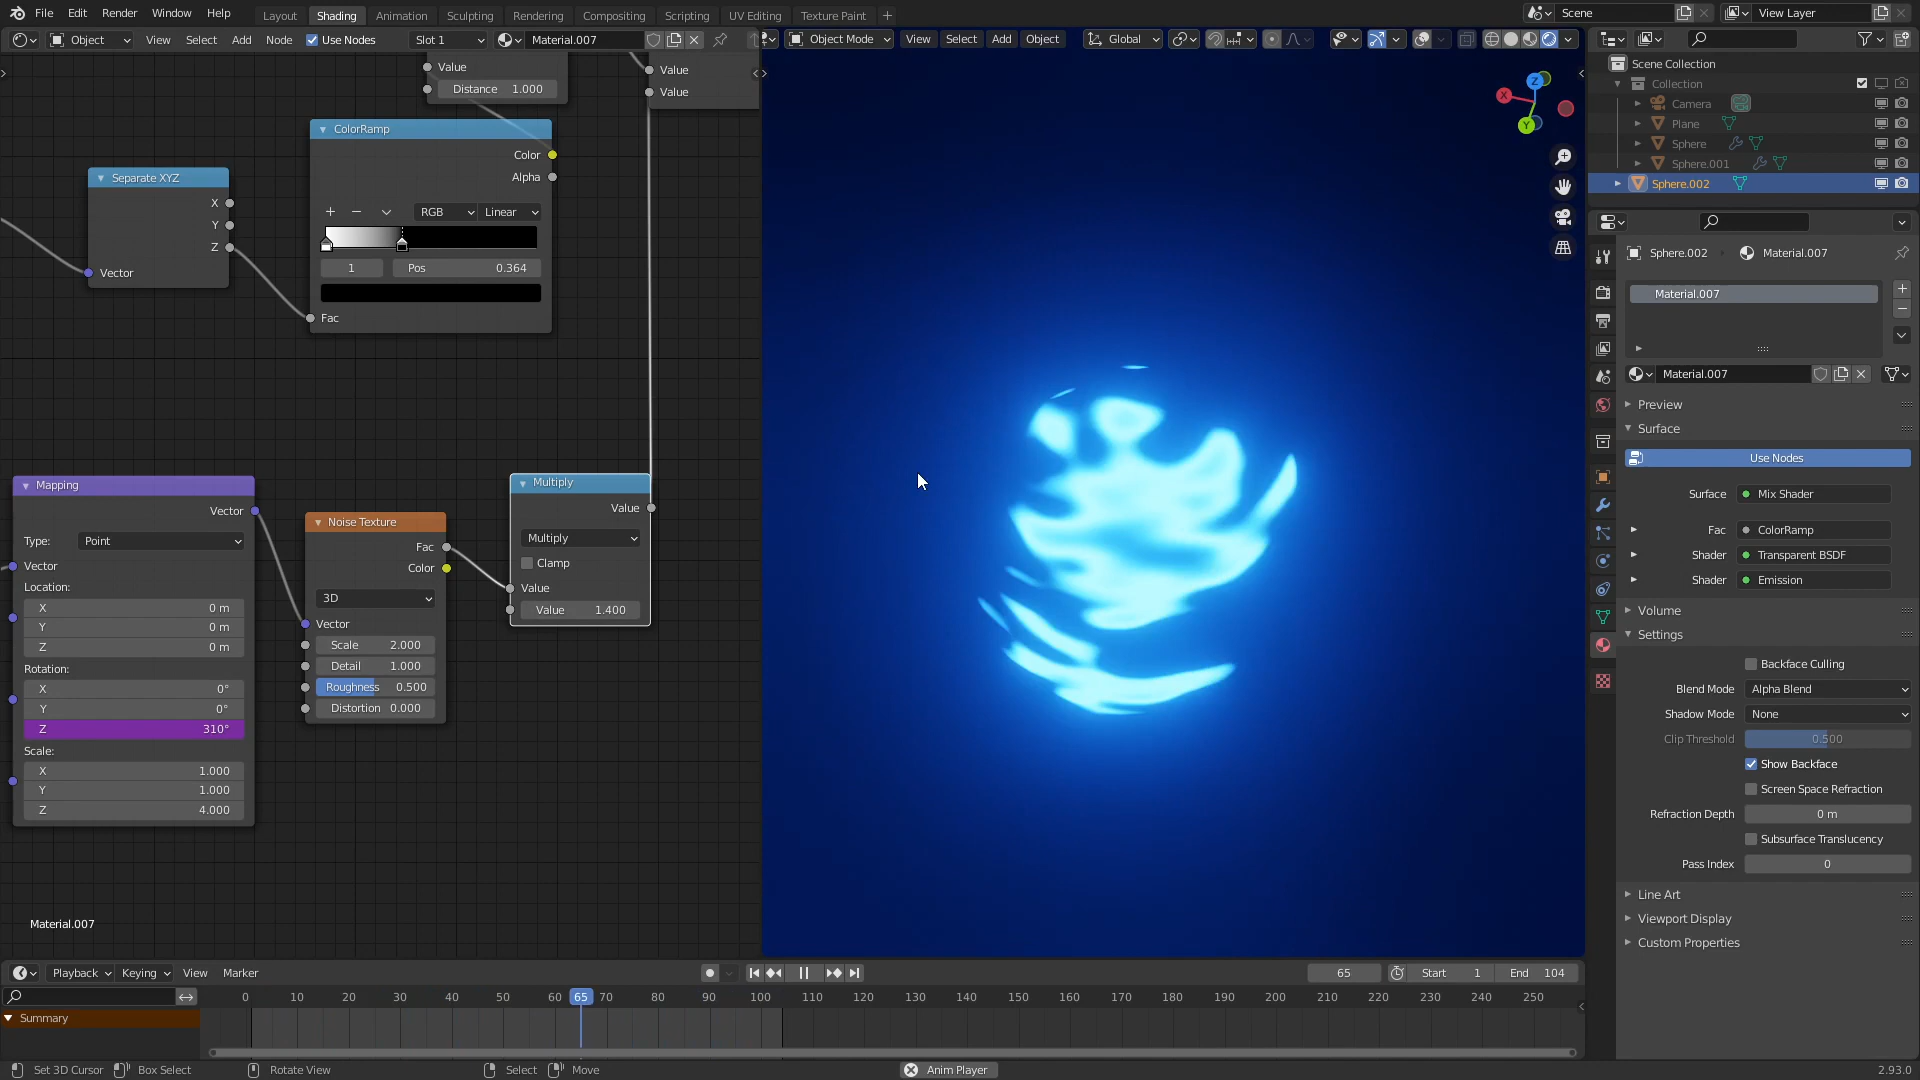 File Edit Render Window Help Layout Shading Animation Sculpting Rendering Compositing Scripting UV Editing Texture Paint + Scene View Layer
Object View Select Add Node Use Nodes Slot 1 Material.007 Object Mode View Select Add Object Global
Value
Distance 1.000
Value
Value
ColorRamp
Color
Alpha
RGB Linear
1 Pos 0.364
Fac
Separate XYZ
X
Y
Z
Vector
Mapping
Vector
Type: Point
Vector
Location:
X 0 m
Y 0 m
Z 0 m
Rotation:
X 0°
Y 0°
Z 310°
Scale:
X 1.000
Y 1.000
Z 4.000
Noise Texture
Fac
Color
3D
Vector
Scale 2.000
Detail 1.000
Roughness 0.500
Distortion 0.000
Multiply
Value
Multiply
Clamp
Value
Value 1.400
Material.007
Z
X
Y
Scene Collection
Collection
Camera
Plane
Sphere
Sphere.001
Sphere.002
Sphere.002 Material.007
Material.007
Material.007
Preview
Surface
Use Nodes
Surface Mix Shader
Fac ColorRamp
Shader Transparent BSDF
Shader Emission
Volume
Settings
Backface Culling
Blend Mode Alpha Blend
Shadow Mode None
Clip Threshold 0.500
Show Backface
Screen Space Refraction
Refraction Depth 0 m
Subsurface Translucency
Pass Index 0
Line Art
Viewport Display
Custom Properties
Playback Keying View Marker 65 Start 1 End 104
0 10 20 30 40 50 60 65 70 80 90 100 110 120 130 140 150 160 170 180 190 200 210 220 230 240 250
Summary
Set 3D Cursor Box Select Rotate View Select Move Anim Player 2.93.0